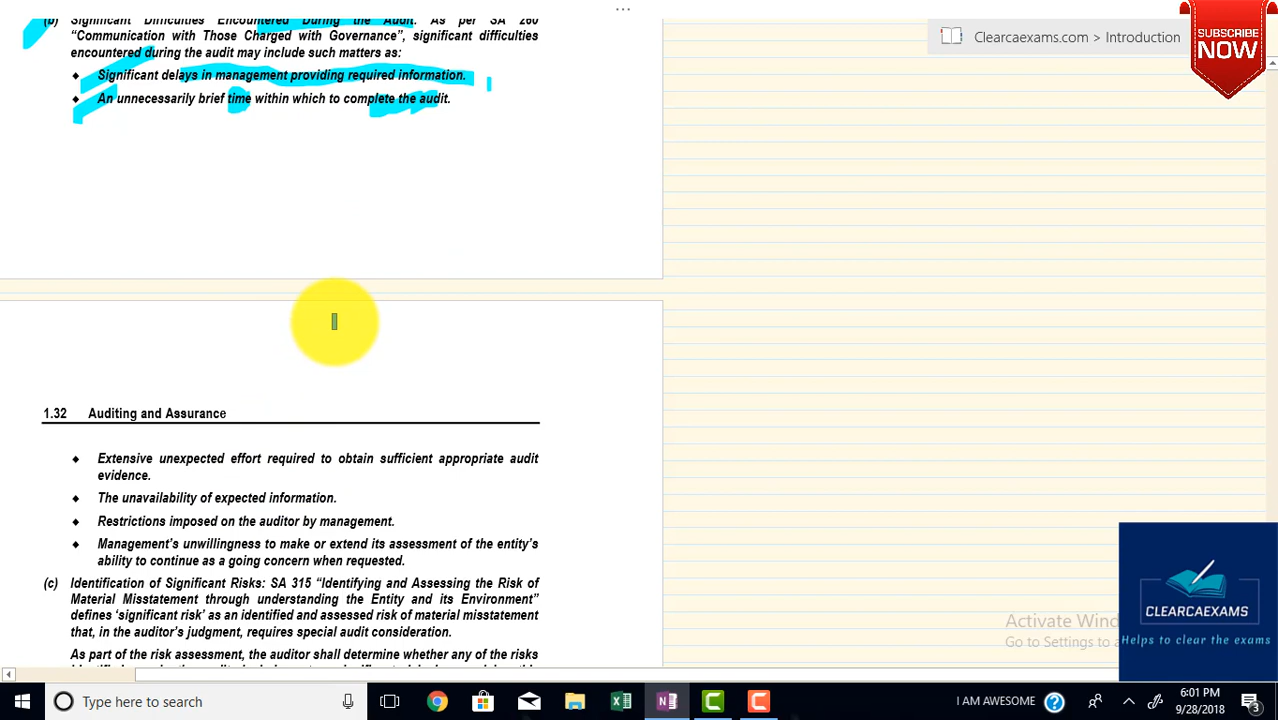 (b) Significant Difficulties Encountered During the Audit. As per SA 260
“Communication with Those Charged with Governance”, significant difficulties
encountered during the audit may include such matters as:
♦ Significant delays in management providing required information.
♦ An unnecessarily brief time within which to complete the audit.
Clearcaexams.com > Introduction
SUBSCRIBE
NOW
1.32 Auditing and Assurance
♦ Extensive unexpected effort required to obtain sufficient appropriate audit
evidence.
♦ The unavailability of expected information.
♦ Restrictions imposed on the auditor by management.
♦ Management’s unwillingness to make or extend its assessment of the entity’s
ability to continue as a going concern when requested.
(c) Identification of Significant Risks: SA 315 “Identifying and Assessing the Risk of
Material Misstatement through understanding the Entity and its Environment”
defines ‘significant risk’ as an identified and assessed risk of material misstatement
that, in the auditor’s judgment, requires special audit consideration.
As part of the risk assessment, the auditor shall determine whether any of the risks
Activate Wind
Go to Settings to a
CLEARCAEXAMS
Helps to clear the exams
Type here to search
I AM AWESOME
6:01 PM
9/28/2018
3